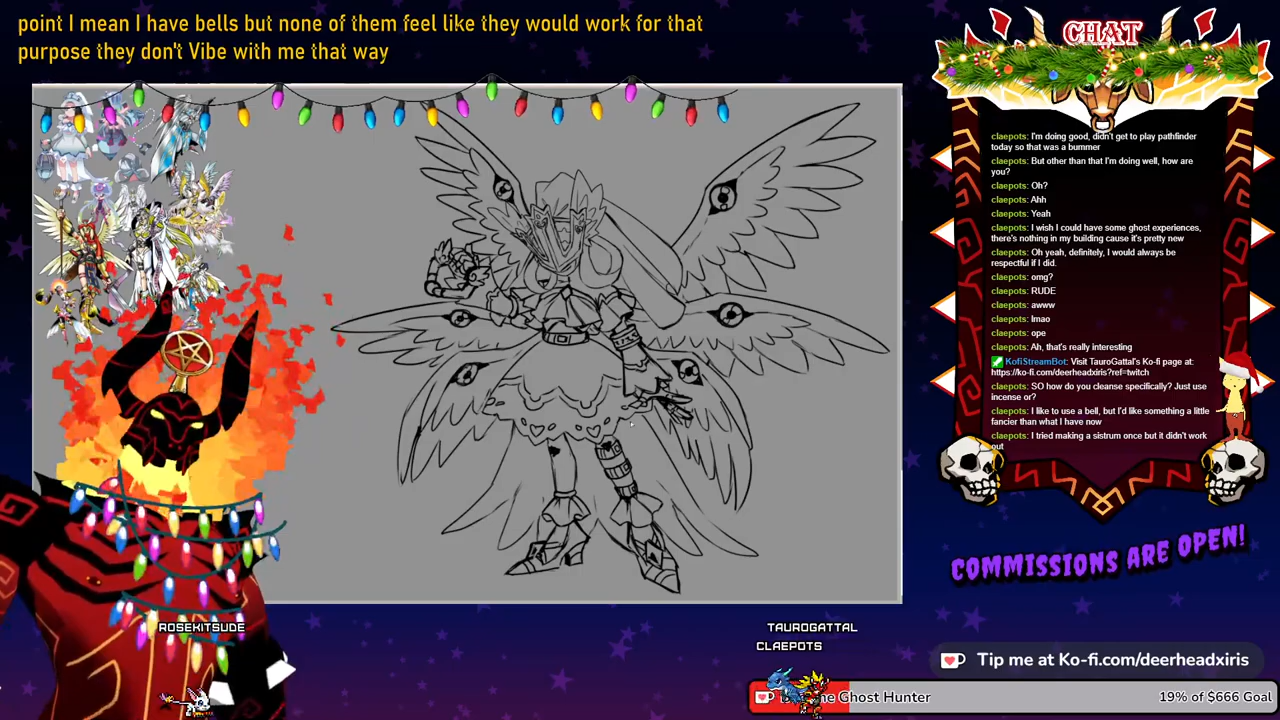 point I mean I have bells but none of them feel like they would work for that
purpose they don't Vibe with me that way
CHAT
claepots: I'm doing good, didn't get to play pathfinder
today so that was a bummer
claepots: But other than that I'm doing well, how are
you?
claepots: Oh?
claepots: Ahh
claepots: Yeah
claepots: I wish I could have some ghost experiences,
there's nothing in my building cause it's pretty new
claepots: Oh yeah, definitely, I would always be
respectful if I did.
claepots: omg?
claepots: RUDE
claepots: awww
claepots: lmao
claepots: ope
claepots: Ah, that's really interesting
KofiStreamBot: Visit TauroGattal's Ko-fi page at:
https://ko-fi.com/deerheadxiris?ref=twitch
claepots: SO how do you cleanse specifically? Just use
incense or?
claepots: I like to use a bell, but I'd like something a little
fancier than what I have now
claepots: I tried making a sistrum once but it didn't work
out
COMMISSIONS ARE OPEN!
ROSEKITSUDE
TAUROGATTAL
CLAEPOTS
Tip me at Ko-fi.com/deerheadxiris
Ghost Hunter
19% of $666 Goal